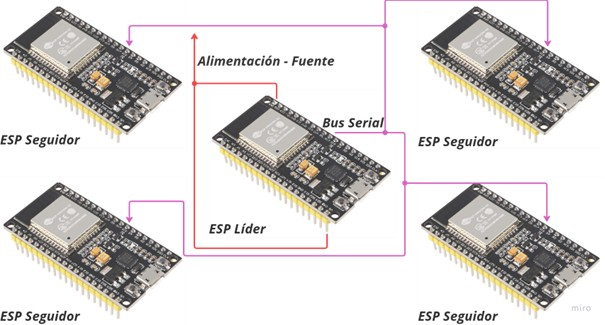 Alimentación - Fuente
Bus Serial
ESP Seguidor
ESP Seguidor
ESP Líder
ESP Seguidor
ESP Seguidor
miro